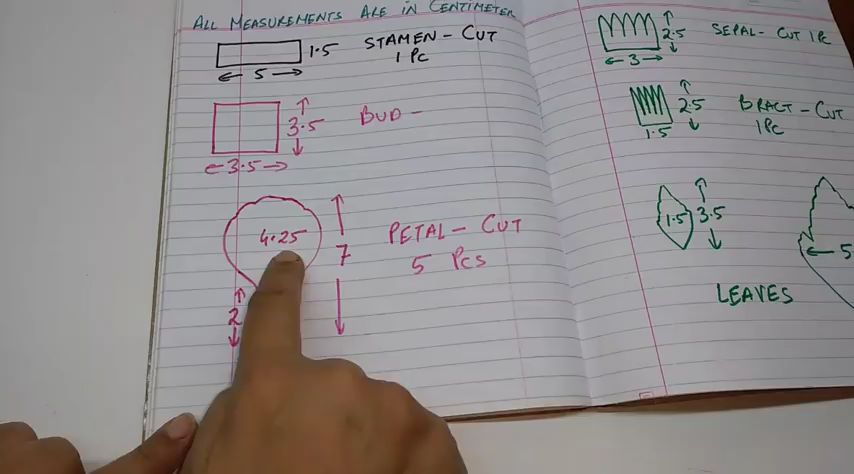 ALL MEASUREMENTS ARE IN CENTIMETER
1.5
STAMEN - CUT
1 PC
5
3.5
BUD -
3.5
4.25
7
PETAL - CUT
5 PCS
2
2.5
SEPAL - CUT 1 PC
3
2.5
BRACT - CUT
1 PC
1.5
1.5
3.5
5
LEAVES